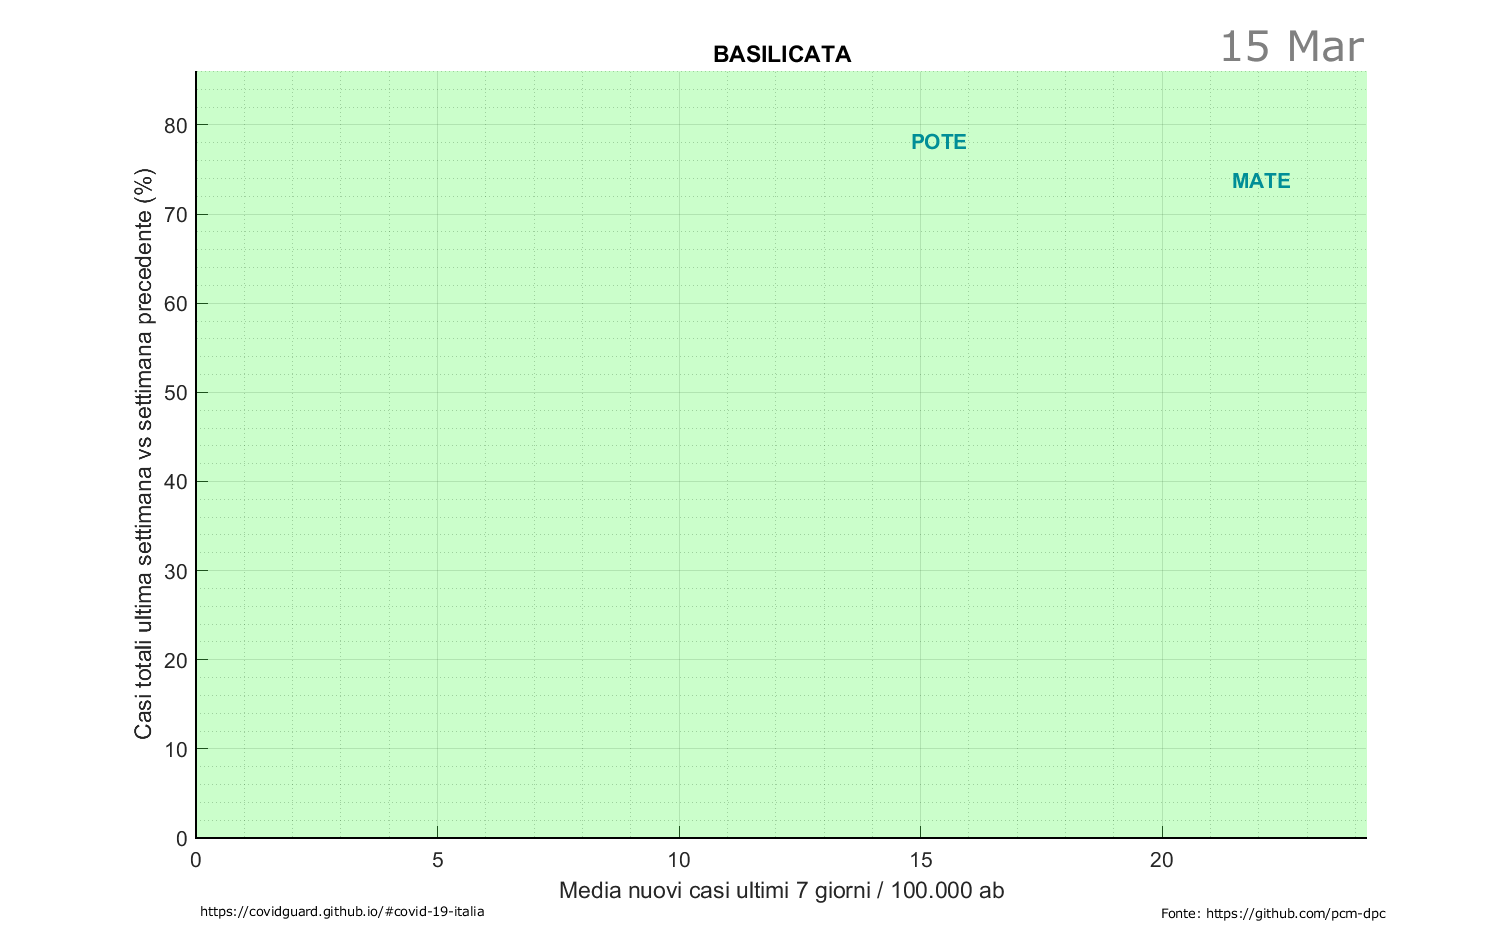 15 Mar
BASILICATA
80
POTE
MATE
70
60
50
40
30
20
10
0
Casi totali ultima settimana vs settimana precedente (%)
0 5 10 15 20
Media nuovi casi ultimi 7 giorni / 100.000 ab
https://covidguard.github.io/#covid-19-italia
Fonte: https://github.com/pcm-dpc